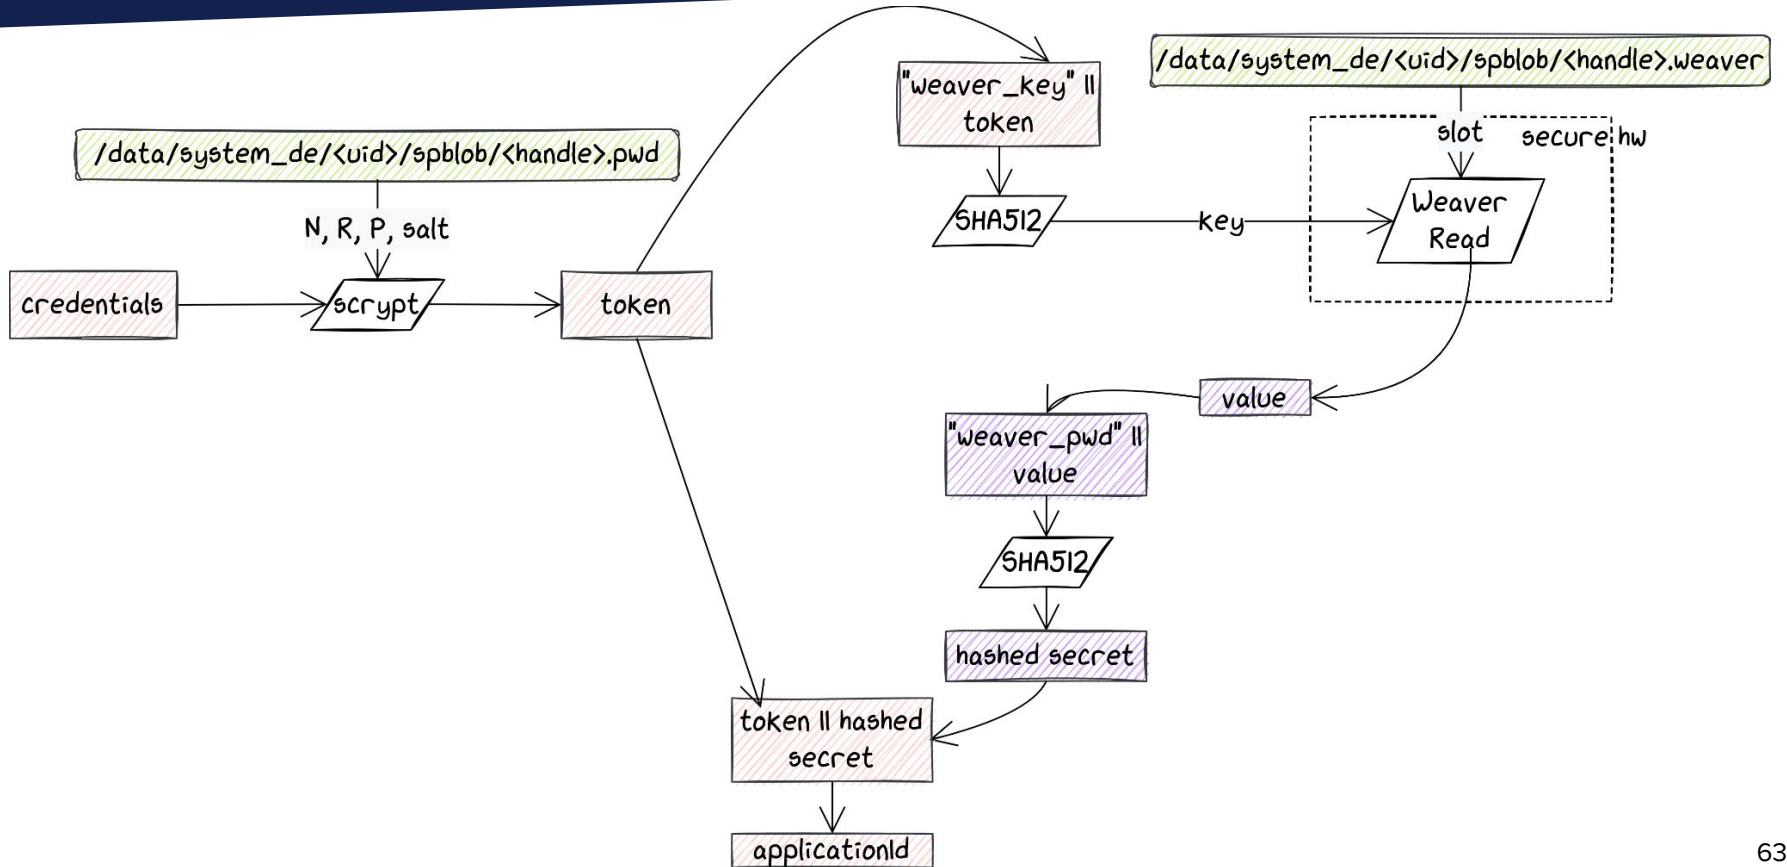 "weaver_key" ||
token
/data/system_de/<uid>/spblob/<handle>.weaver
slot
secure hw
/data/system_de/<uid>/spblob/<handle>.pwd
N, R, P, salt
SHA512
key
Weaver
Read
credentials
scrypt
token
value
"weaver_pwd" ||
value
SHA512
hashed secret
token || hashed
secret
applicationId
63